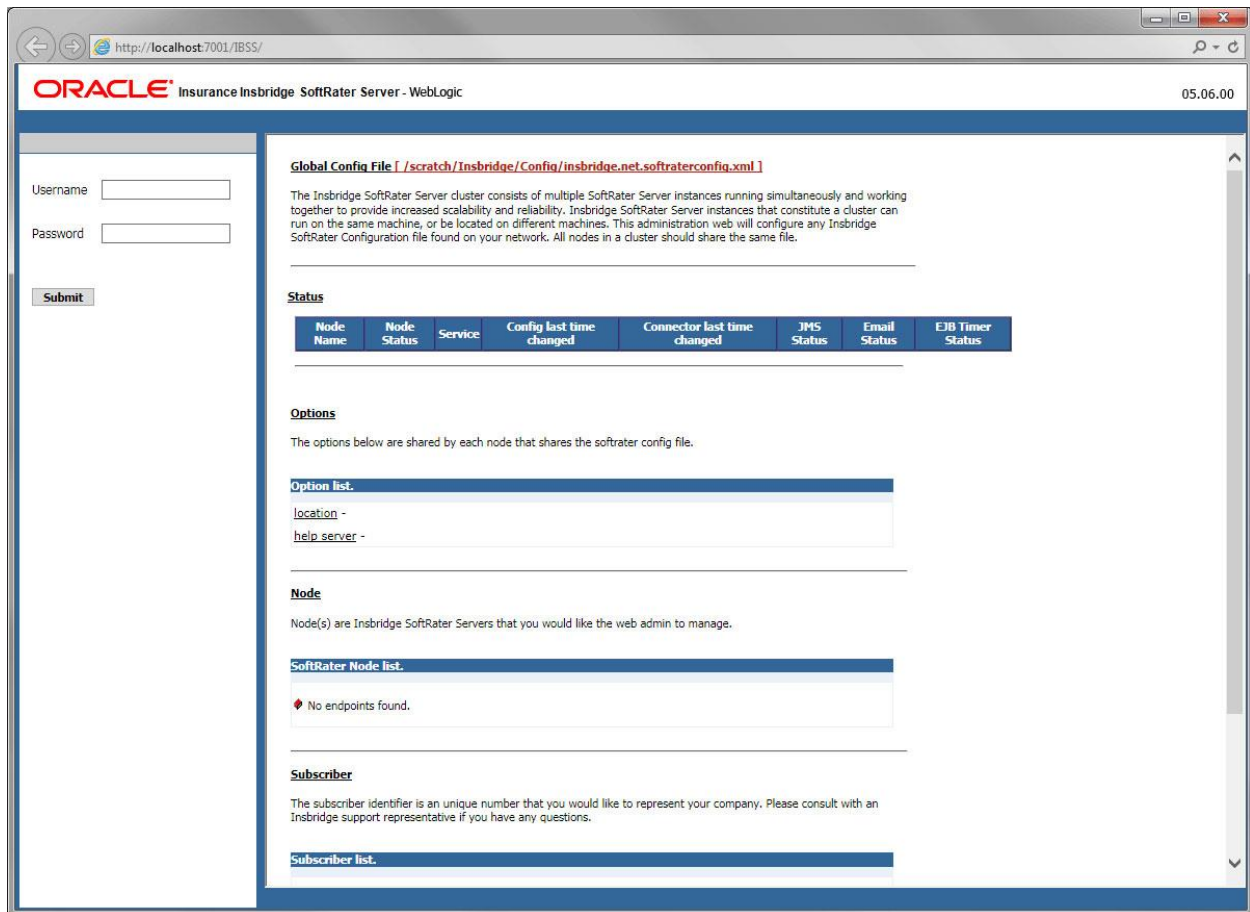 http://localhost:7001/IBSS/
ORACLE Insurance Insbridge SoftRater Server - WebLogic
05.06.00
Username
Password
Submit
Global Config File [ /scratch/Insbridge/Config/insbridge.net.softraterconfig.xml ]
The Insbridge SoftRater Server cluster consists of multiple SoftRater Server instances running simultaneously and working
together to provide increased scalability and reliability. Insbridge SoftRater Server instances that constitute a cluster can
run on the same machine, or be located on different machines. This administration web will configure any Insbridge
SoftRater Configuration file found on your network. All nodes in a cluster should share the same file.
Status
Node Name
Node Status
Service
Config last time changed
Connector last time changed
JMS Status
Email Status
EJB Timer Status
Options
The options below are shared by each node that shares the softrater config file.
Option list.
location -
help server -
Node
Node(s) are Insbridge SoftRater Servers that you would like the web admin to manage.
SoftRater Node list.
No endpoints found.
Subscriber
The subscriber identifier is an unique number that you would like to represent your company. Please consult with an
Insbridge support representative if you have any questions.
Subscriber list.